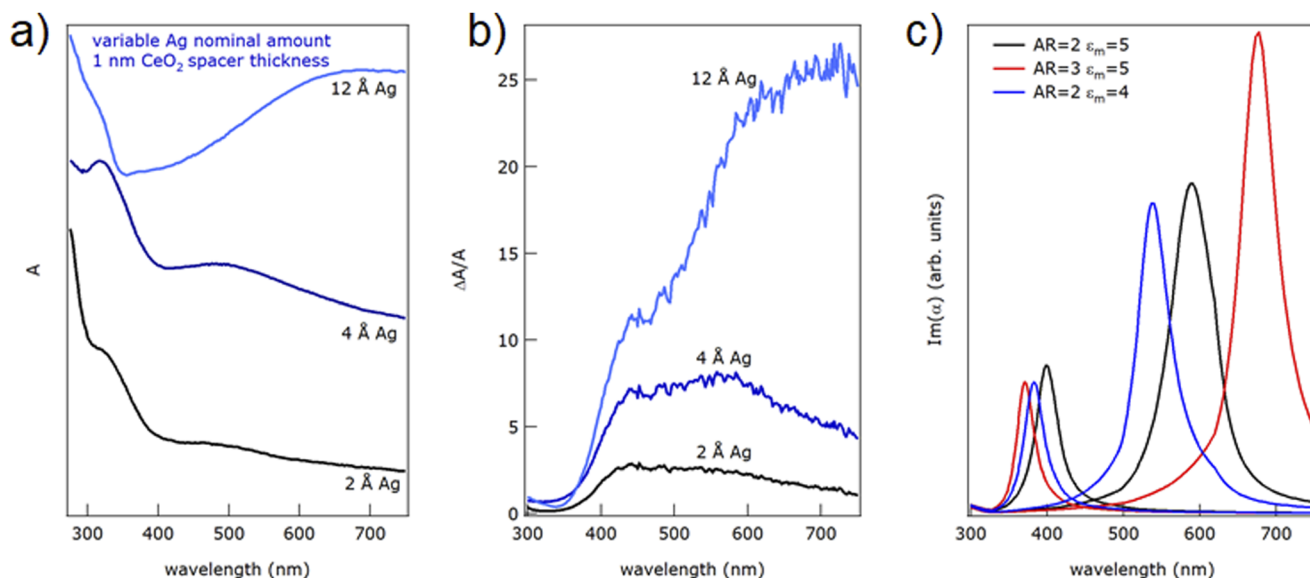 a)
variable Ag nominal amount
1 nm CeO₂ spacer thickness
12 Å Ag
4 Å Ag
2 Å Ag
A
300 400 500 600 700
wavelength (nm)
b)
12 Å Ag
4 Å Ag
2 Å Ag
ΔA/A
25
20
15
10
5
0
300 400 500 600 700
wavelength (nm)
c)
AR=2 εₘ=5
AR=3 εₘ=5
AR=2 εₘ=4
Im(α) (arb. units)
300 400 500 600 700
wavelength (nm)